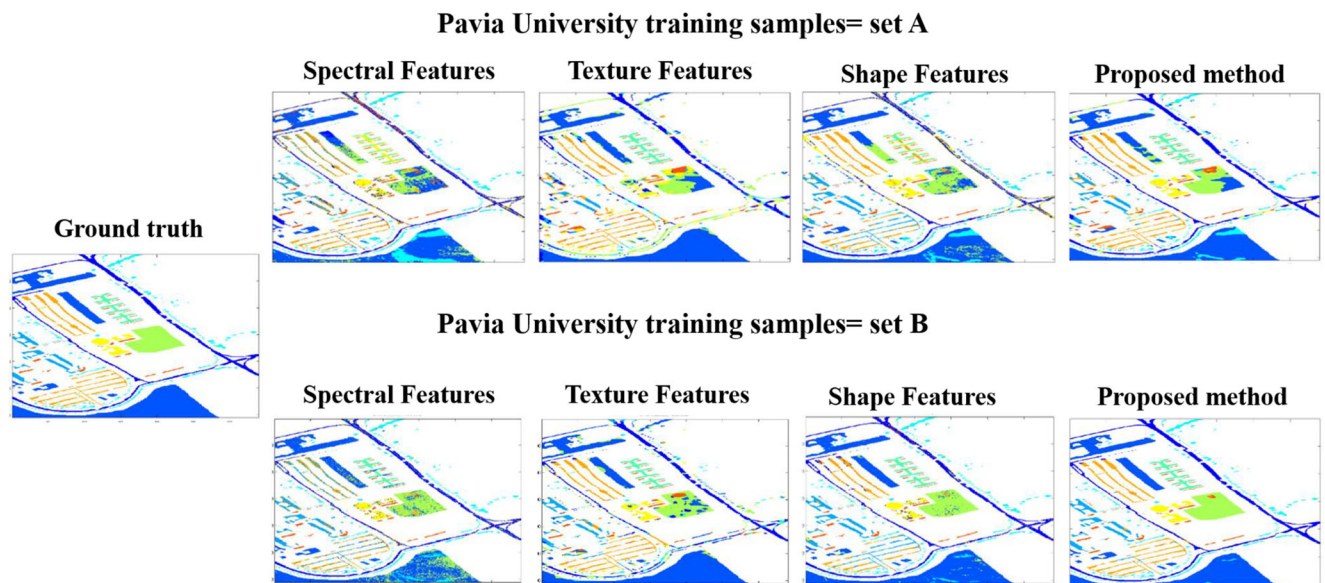 Pavia University training samples= set A
Spectral Features
Texture Features
Shape Features
Proposed method
Ground truth
Pavia University training samples= set B
Spectral Features
Texture Features
Shape Features
Proposed method